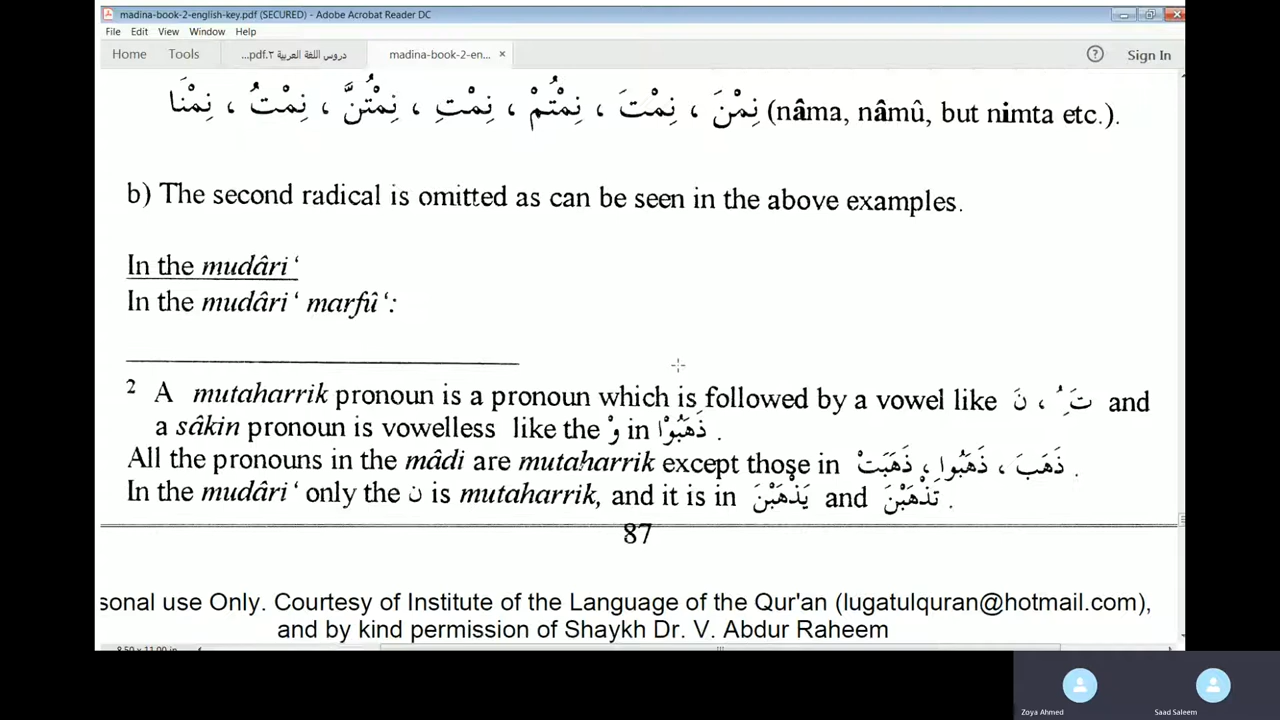 madina-book-2-english-key.pdf (SECURED) - Adobe Acrobat Reader DC
File Edit View Window Help
Home Tools دروس اللغة العربية ٣.pdf... madina-book-2-en... × ? Sign In
نِمْنَ ، نِمْتَ ، نِمْتُمْ ، نِمْتِ ، نِمْتُنَّ ، نِمْتُ ، نِمْنَا (nâma, nâmû, but nimta etc.).
b) The second radical is omitted as can be seen in the above examples.
In the mudâri‘
In the mudâri‘ marfû‘:
2 A mutaharrik pronoun is a pronoun which is followed by a vowel like تَُِ ، نَ and
a sâkin pronoun is vowelless like the وْ in ذَهَبُوْا .
All the pronouns in the mâdi are mutaharrik except those in ذَهَبَ ، ذَهَبُوا ، ذَهَبَتْ .
In the mudâri‘ only the ن is mutaharrik, and it is in يَذْهَبْنَ and تَذْهَبْنَ .
87
sonal use Only. Courtesy of Institute of the Language of the Qur'an (lugatulquran@hotmail.com),
and by kind permission of Shaykh Dr. V. Abdur Raheem
8.50 x 11.00 in
Zoya Ahmed Saad Saleem